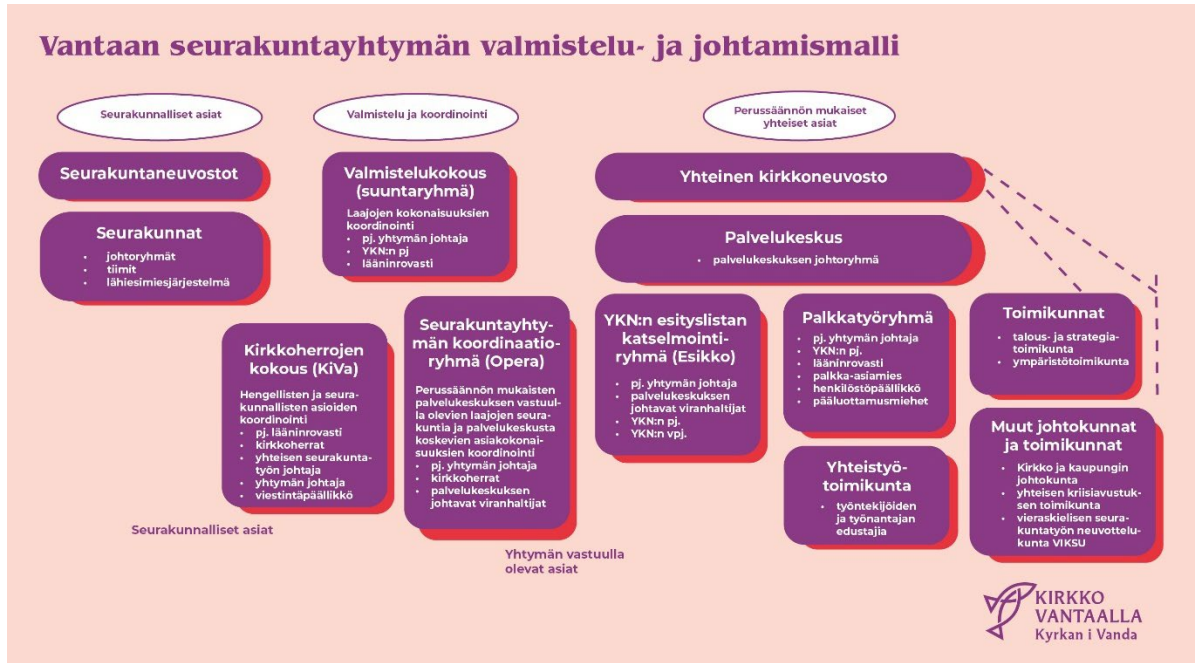 Vantaan seurakuntayhtymän valmistelu- ja johtamismalli
Seurakunnalliset asiat
Seurakuntaneuvostot
Seurakunnat
• johtoryhmät
• tiimit
• lähiesimiesjärjestelmä
Kirkkoherrojen
kokous (KiVa)
Hengellisten ja seura-
kunnallisten asioiden
koordinointi
• pj. lääninrovasti
• kirkkoherrat
• yhteisen seurakunta-
työn johtaja
• yhtymän johtaja
• viestintäpäällikkö
Seurakunnalliset asiat
Valmistelu ja koordinointi
Valmistelukokous
(suuntaryhmä)
Laajojen kokonaisuuksien
koordinointi
• pj. yhtymän johtaja
• YKN:n pj
• lääninrovasti
Seurakuntayhty-
män koordinaatio-
ryhmä (Opera)
Perussäännön mukaisten
palvelukeskuksen vastuul-
la olevien laajojen seura-
kuntia ja palvelukeskusta
koskevien asiakokonai-
suuksien koordinointi
• pj. yhtymän johtaja
• kirkkoherrat
• palvelukeskuksen
johtavat viranhaltijat
Yhtymän vastuulla
olevat asiat
Perussäännön mukaiset
yhteiset asiat
Yhteinen kirkkoneuvosto
Palvelukeskus
• palvelukeskuksen johtoryhmä
YKN:n esityslistan
katselmointi-
ryhmä (Esikko)
• pj. yhtymän johtaja
• palvelukeskuksen
johtavat viranhaltijat
• YKN:n pj.
• YKN:n vpj.
Palkkatyöryhmä
• pj. yhtymän johtaja
• YKN:n pj.
• lääninrovasti
• palkka-asiamies
• henkilöstöpäällikkö
• pääluottamusmiehet
Yhteistyö-
toimikunta
• työntekijöiden
ja työnantajan
edustajia
Toimikunnat
• talous- ja strategia-
toimikunta
• ympäristötoimikunta
Muut johtokunnat
ja toimikunnat
• Kirkko ja kaupungin
johtokunta
• yhteisen kriisiavustuk-
sen toimikunta
• vieraskielisen seura-
kuntatyön neuvottelu-
kunta VIKSU
KIRKKO
VANTAALLA
Kyrkan i Vanda